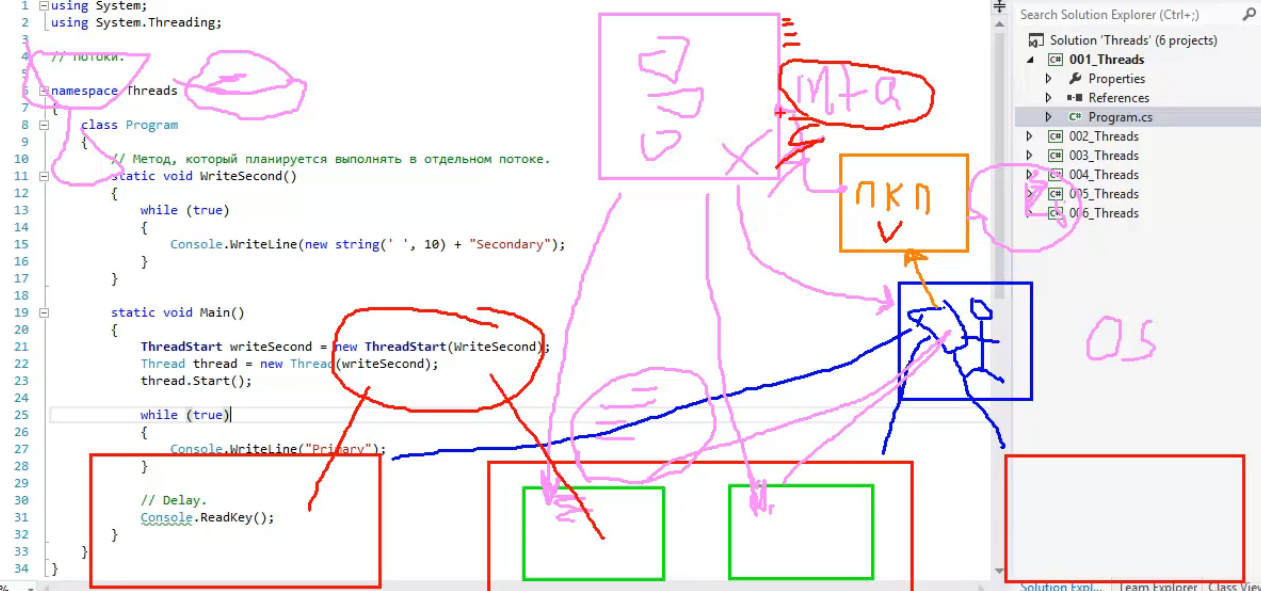 1 using System;
2 using System.Threading;
3
4 // Потоки.
5
6 namespace Threads
7 {
8 class Program
9 {
10 // Метод, который планируется выполнять в отдельном потоке.
11 static void WriteSecond()
12 {
13 while (true)
14 {
15 Console.WriteLine(new string(' ', 10) + "Secondary");
16 }
17 }
18
19 static void Main()
20 {
21 ThreadStart writeSecond = new ThreadStart(WriteSecond);
22 Thread thread = new Thread(writeSecond);
23 thread.Start();
24
25 while (true)
26 {
27 Console.WriteLine("Primary");
28 }
29
30 // Delay.
31 Console.ReadKey();
32 }
33 }
34 }
ПКП
OS
Search Solution Explorer (Ctrl+;)
Solution 'Threads' (6 projects)
001_Threads
Properties
References
Program.cs
002_Threads
003_Threads
004_Threads
005_Threads
006_Threads
Solution Expl...
Team Explorer
Class View